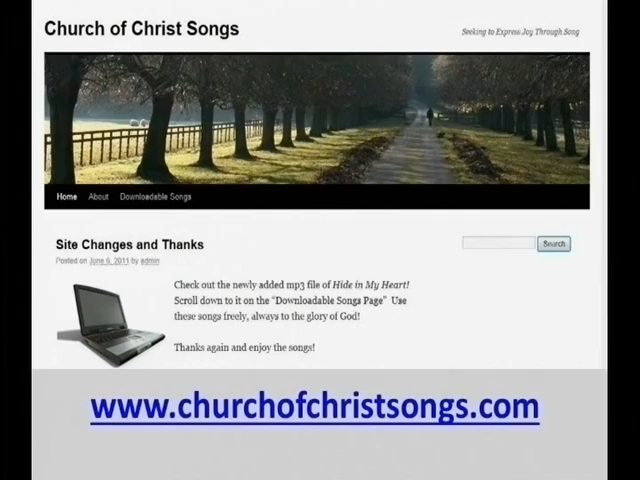 Church of Christ Songs
Seeking to Express Joy Through Song
Home About Downloadable Songs
Site Changes and Thanks
Search
Posted on June 6, 2011 by admin
Check out the newly added mp3 file of Hide in My Heart!
Scroll down to it on the “Downloadable Songs Page” Use
these songs freely, always to the glory of God!
Thanks again and enjoy the songs!
www.churchofchristsongs.com